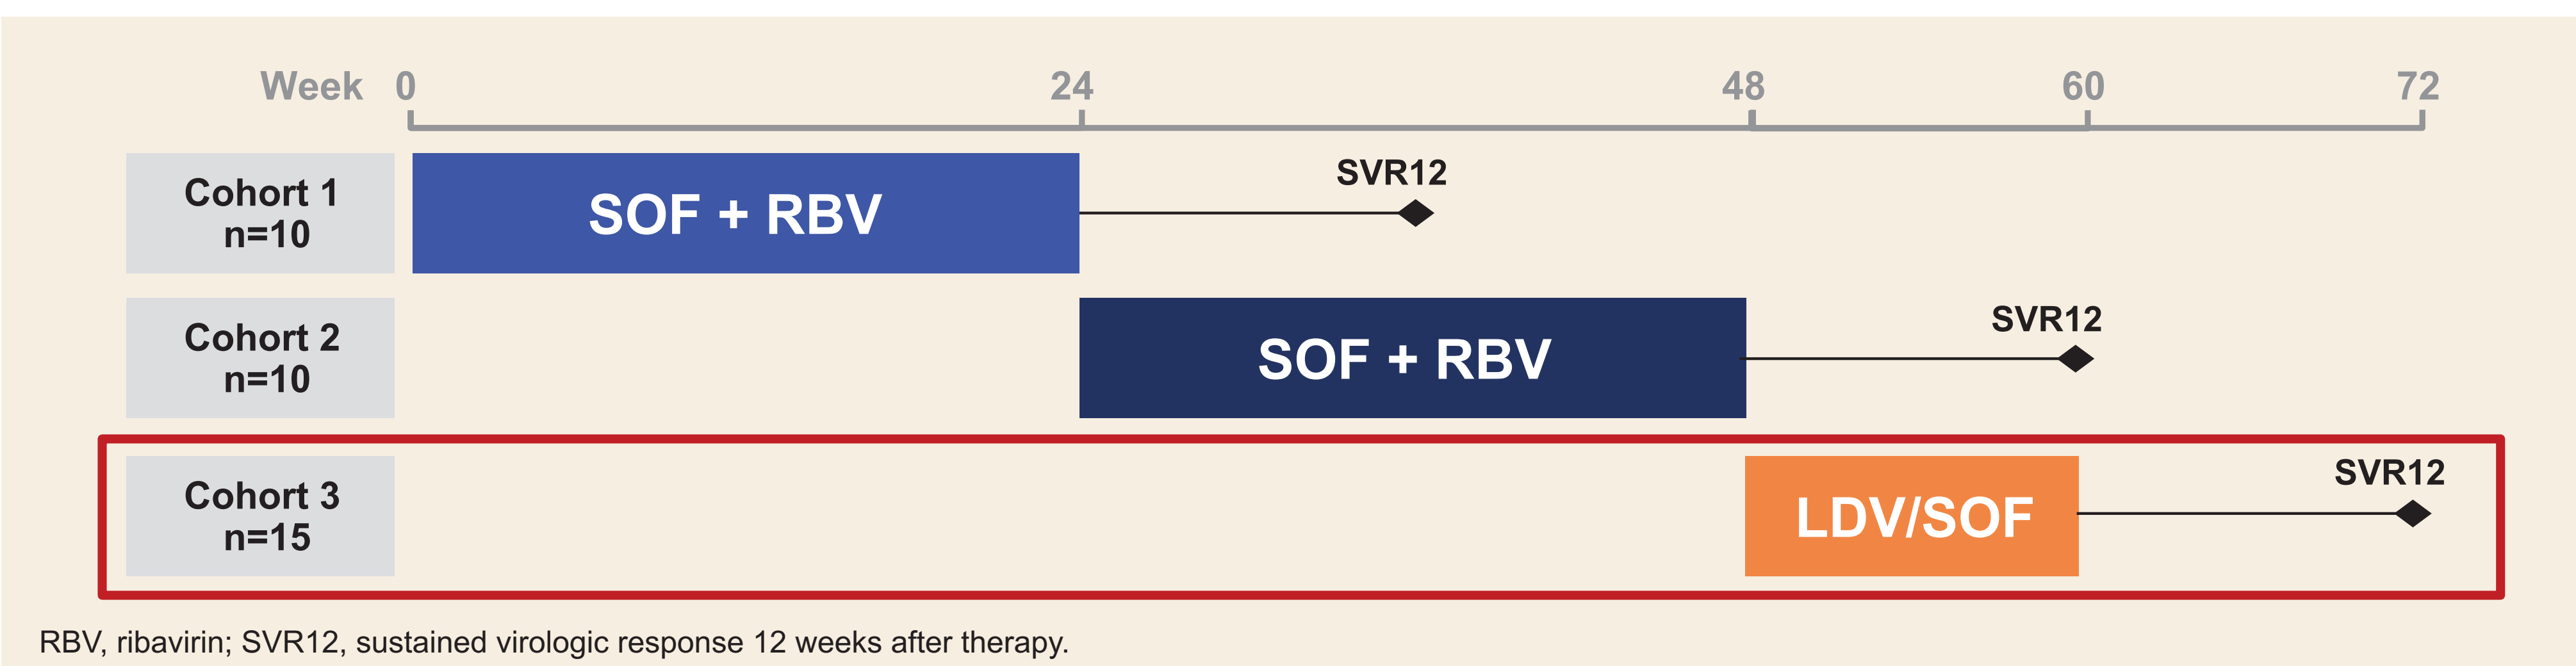 Week 0 24 48 60 72
Cohort 1
n=10
SOF + RBV
SVR12
Cohort 2
n=10
SOF + RBV
SVR12
Cohort 3
n=15
LDV/SOF
SVR12
RBV, ribavirin; SVR12, sustained virologic response 12 weeks after therapy.